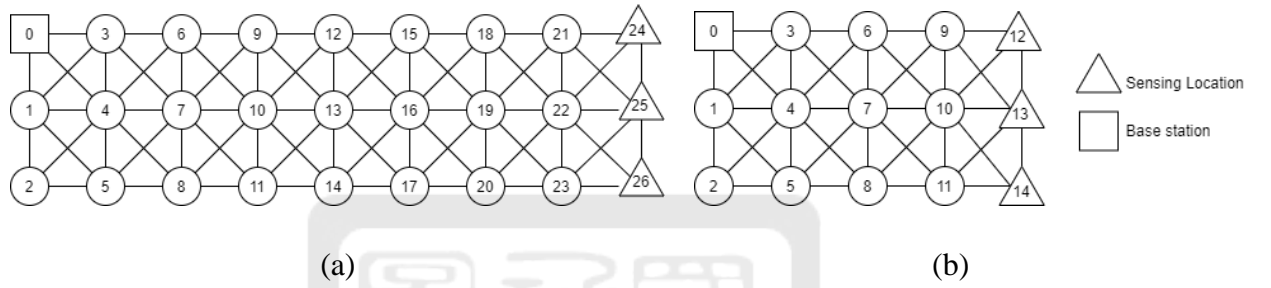 0 3 6 9 12 15 18 21 24
1 4 7 10 13 16 19 22 25
2 5 8 11 14 17 20 23 26
(a)
0 3 6 9 12
1 4 7 10 13
2 5 8 11 14
(b)
Sensing Location
Base station